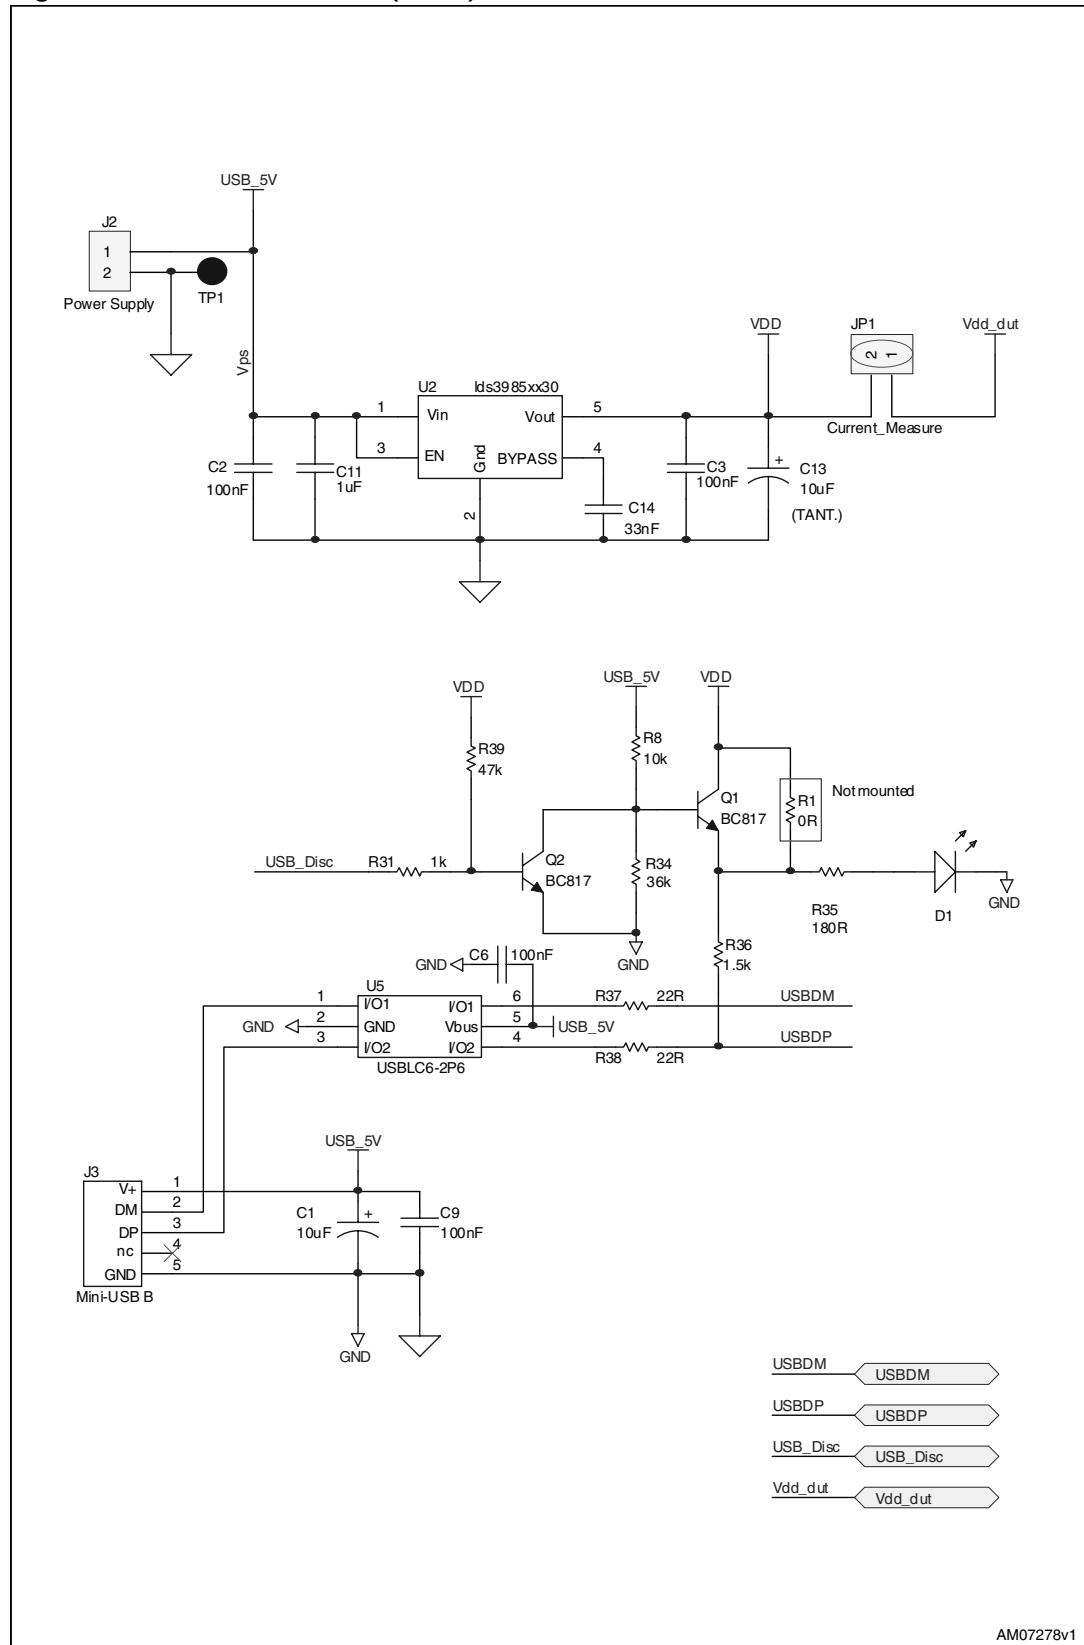 USB_5V
J2
1
2
TP1
Power Supply
Vps
VDD
JP1
2 1
Vdd_dut
Current_Measure
U2 lds3985xx30
1 Vin Vout 5
3 EN BYPASS 4
Gnd
2
C2
100nF
C11
1uF
C14
33nF
C3
100nF
+
C13
10uF
(TANT.)
VDD
R39
47k
USB_5V
R8
10k
VDD
Q1
BC817
R1
0R
Not mounted
USB_Disc R31 1k
Q2
BC817
R34
36k
R35
180R
D1
GND
GND
R36
1.5k
GND C6 100nF
U5
1 I/O1 I/O1 6 R37 22R USBDM
GND 2 GND Vbus 5 USB_5V
3 I/O2 I/O2 4 R38 22R USBDP
USBLC6-2P6
USB_5V
J3
V+ 1
DM 2
DP 3
nc 4
GND 5
Mini-USB B
C1
10uF
+
C9
100nF
GND
USBDM USBDM
USBDP USBDP
USB_Disc USB_Disc
Vdd_dut Vdd_dut
AM07278v1